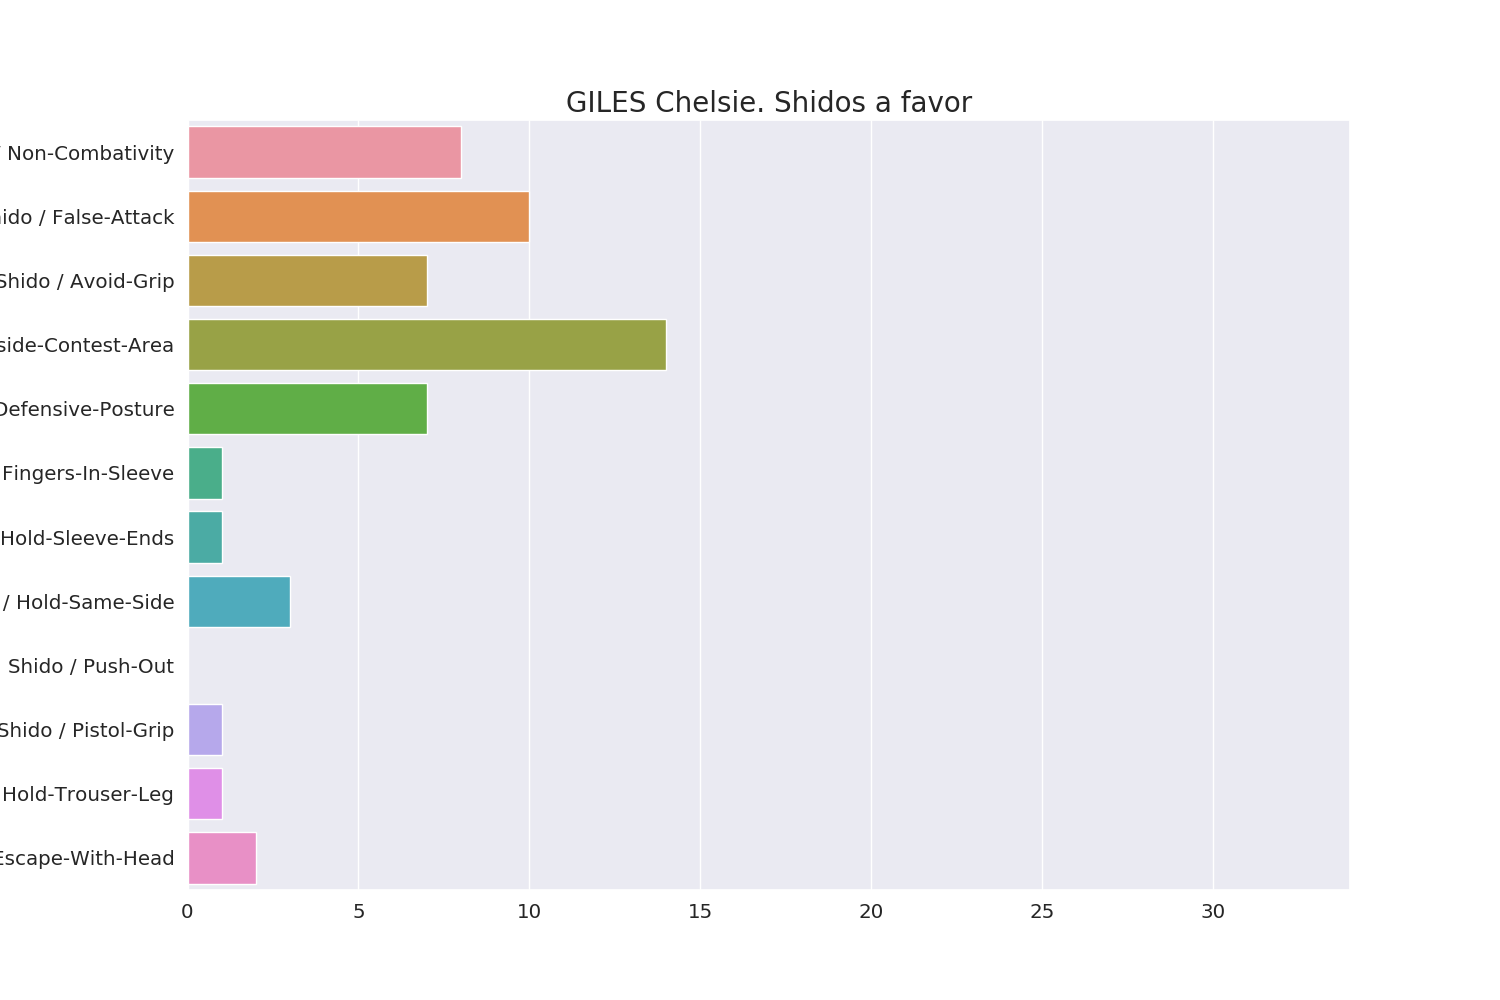 GILES Chelsie. Shidos a favor
/ Non-Combativity
ido / False-Attack
Shido / Avoid-Grip
side-Contest-Area
Defensive-Posture
Fingers-In-Sleeve
Hold-Sleeve-Ends
/ Hold-Same-Side
Shido / Push-Out
Shido / Pistol-Grip
Hold-Trouser-Leg
Escape-With-Head
0 5 10 15 20 25 30